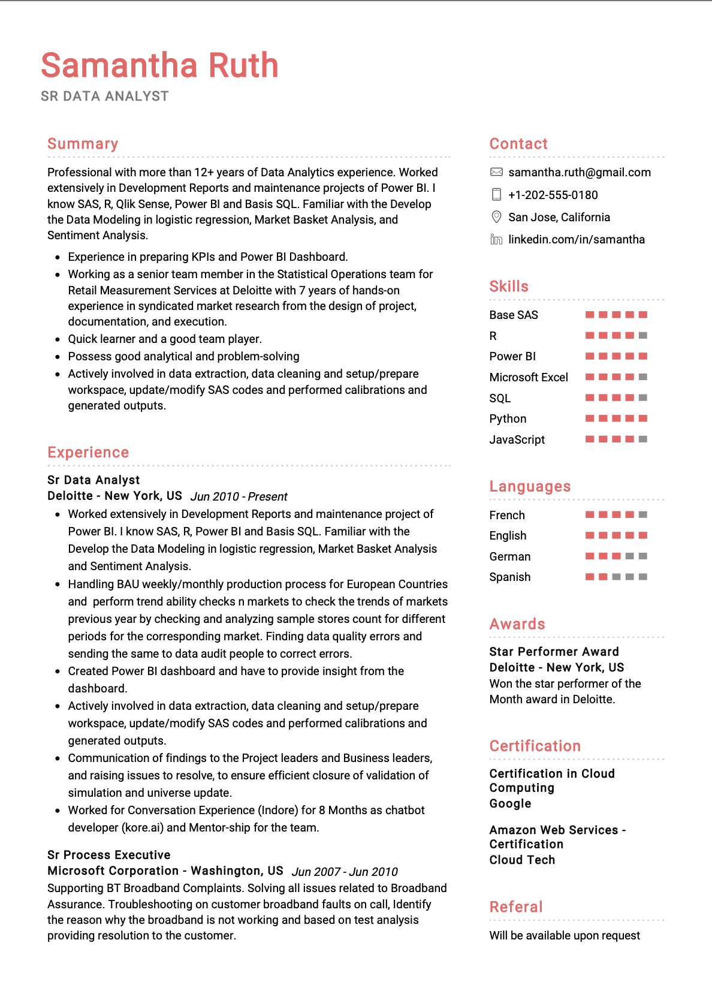 Samantha Ruth
SR DATA ANALYST
Summary
Professional with more than 12+ years of Data Analytics experience. Worked
extensively in Development Reports and maintenance projects of Power BI. I
know SAS, R, Qlik Sense, Power BI and Basis SQL. Familiar with the Develop
the Data Modeling in logistic regression, Market Basket Analysis, and
Sentiment Analysis.
• Experience in preparing KPIs and Power BI Dashboard.
• Working as a senior team member in the Statistical Operations team for
Retail Measurement Services at Deloitte with 7 years of hands-on
experience in syndicated market research from the design of project,
documentation, and execution.
• Quick learner and a good team player.
• Possess good analytical and problem-solving
• Actively involved in data extraction, data cleaning and setup/prepare
workspace, update/modify SAS codes and performed calibrations and
generated outputs.
Experience
Sr Data Analyst
Deloitte - New York, US Jun 2010 - Present
• Worked extensively in Development Reports and maintenance project of
Power BI. I know SAS, R, Power BI and Basis SQL. Familiar with the
Develop the Data Modeling in logistic regression, Market Basket Analysis
and Sentiment Analysis.
• Handling BAU weekly/monthly production process for European Countries
and  perform trend ability checks n markets to check the trends of markets
previous year by checking and analyzing sample stores count for different
periods for the corresponding market. Finding data quality errors and
sending the same to data audit people to correct errors.
• Created Power BI dashboard and have to provide insight from the
dashboard.
• Actively involved in data extraction, data cleaning and setup/prepare
workspace, update/modify SAS codes and performed calibrations and
generated outputs.
• Communication of findings to the Project leaders and Business leaders,
and raising issues to resolve, to ensure efficient closure of validation of
simulation and universe update.
• Worked for Conversation Experience (Indore) for 8 Months as chatbot
developer (kore.ai) and Mentor-ship for the team.
Sr Process Executive
Microsoft Corporation - Washington, US Jun 2007 - Jun 2010
Supporting BT Broadband Complaints. Solving all issues related to Broadband
Assurance. Troubleshooting on customer broadband faults on call, Identify
the reason why the broadband is not working and based on test analysis
providing resolution to the customer.
Contact
samantha.ruth@gmail.com
+1-202-555-0180
San Jose, California
linkedin.com/in/samantha
Skills
Base SAS
R
Power BI
Microsoft Excel
SQL
Python
JavaScript
Languages
French
English
German
Spanish
Awards
Star Performer Award
Deloitte - New York, US
Won the star performer of the
Month award in Deloitte.
Certification
Certification in Cloud
Computing
Google
Amazon Web Services -
Certification
Cloud Tech
Referal
Will be available upon request